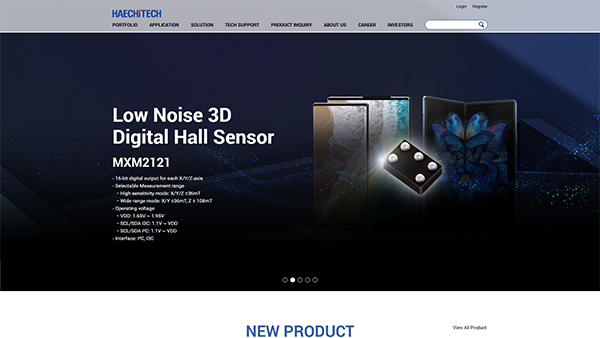 Login Register
HAECHITECH
PORTFOLIO APPLICATION SOLUTION TECH SUPPORT PRODUCT INQUIRY ABOUT US CAREER INVESTORS
Low Noise 3D
Digital Hall Sensor
MXM2121
- 16-bit digital output for each X/Y/Z-axis
- Selectable Measurement range
• High sensitivity mode: X/Y/Z ±36mT
• Wide range mode: X/Y ±36mT, Z ± 108mT
- Operating voltage
• VDD: 1.65V ~ 1.95V
• SCL/SDA I3C: 1.1V ~ VDD
• SCL/SDA I²C: 1.1V ~ VDD
- Interface: I²C, I3C
NEW PRODUCT
View All Product